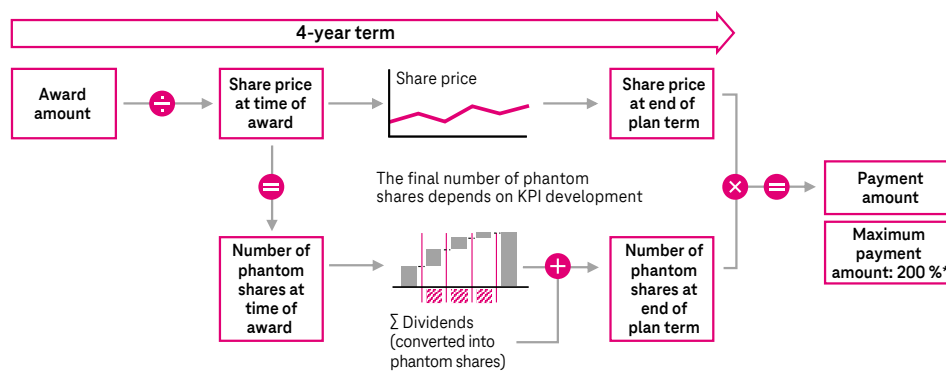 4-year term
Award
amount
÷
Share price
at time of
award
Share price
Share price
at end of
plan term
=
The final number of phantom
shares depends on KPI development
×
=
Payment
amount
Maximum
payment
amount: 200 %*
Number of
phantom
shares at
time of
award
+
Number of
phantom
shares at
end of
plan term
∑ Dividends
(converted into
phantom shares)